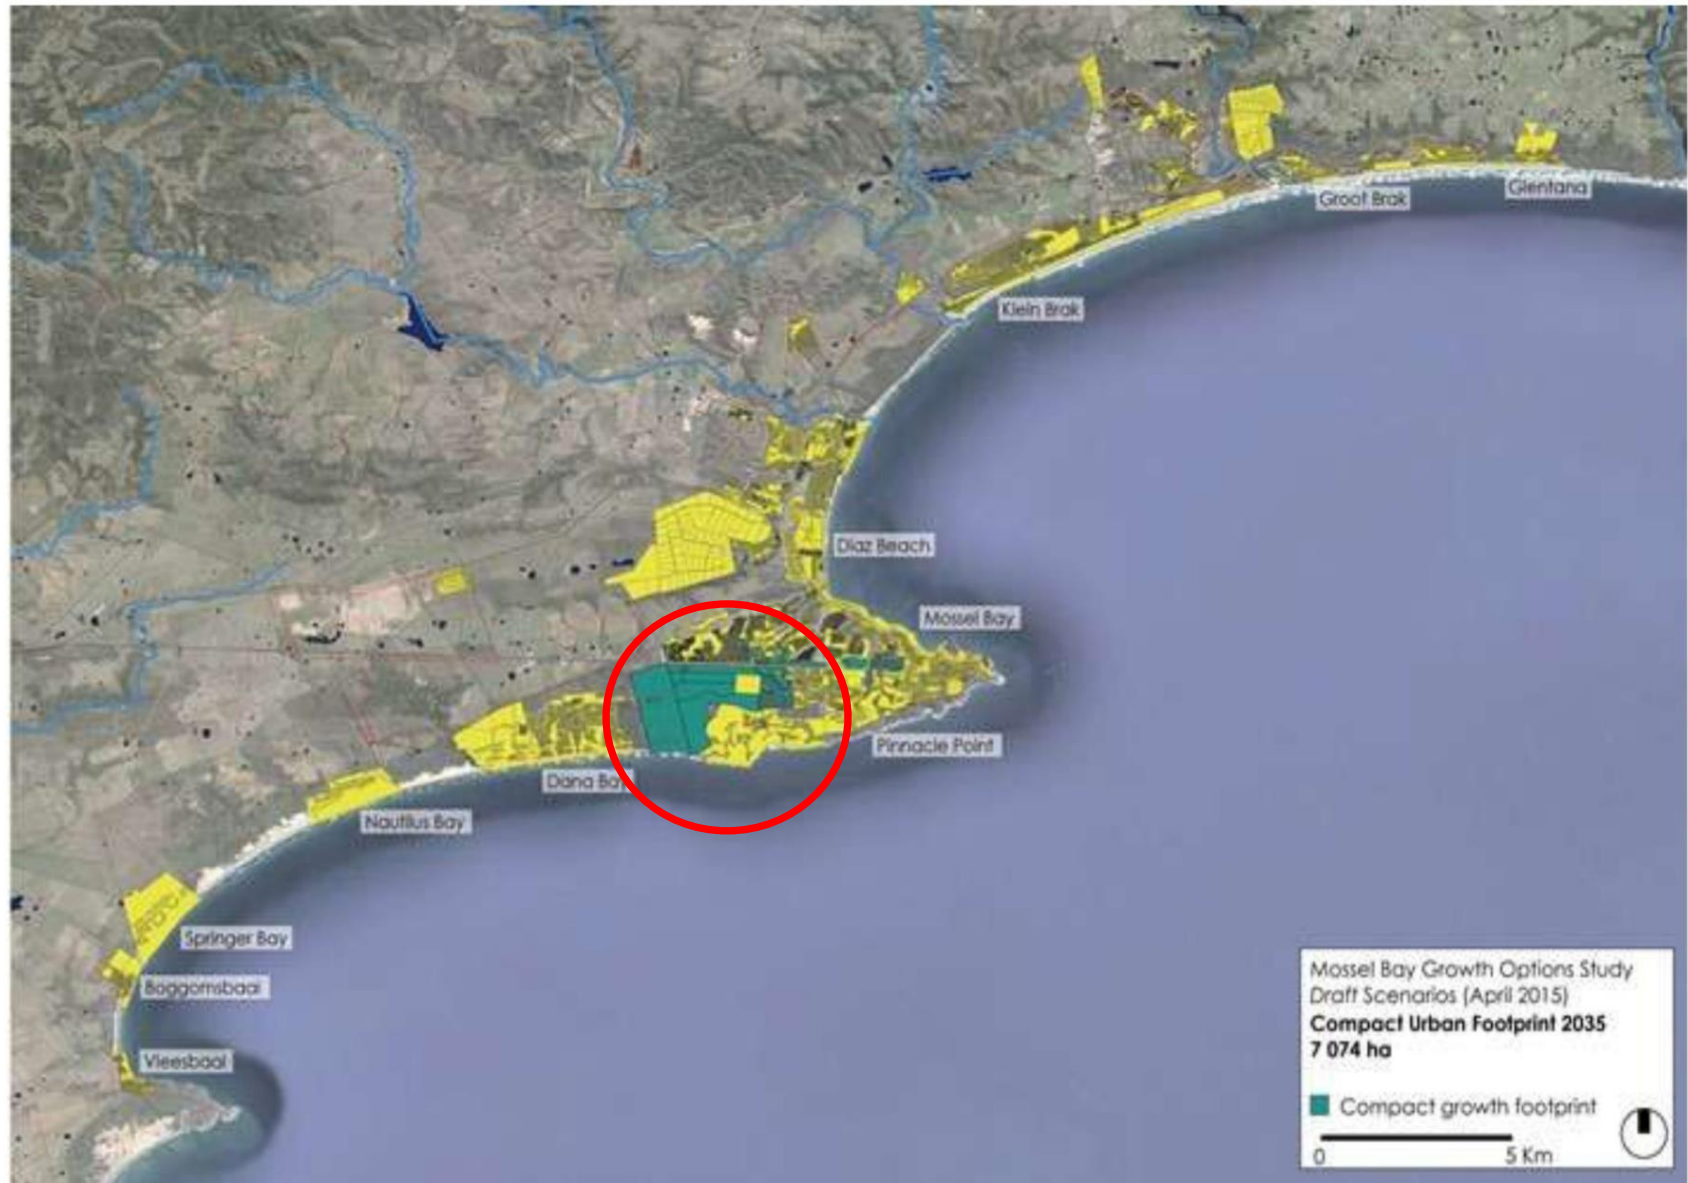 Groot Brak
Glentana
Klein Brak
Diaz Beach
Mossel Bay
Pinnacle Point
Dana Bay
Nautilus Bay
Springer Bay
Boggomsbaai
Vleesbaai
Mossel Bay Growth Options Study
Draft Scenarios (April 2015)
Compact Urban Footprint 2035
7 074 ha
Compact growth footprint
0 5 Km